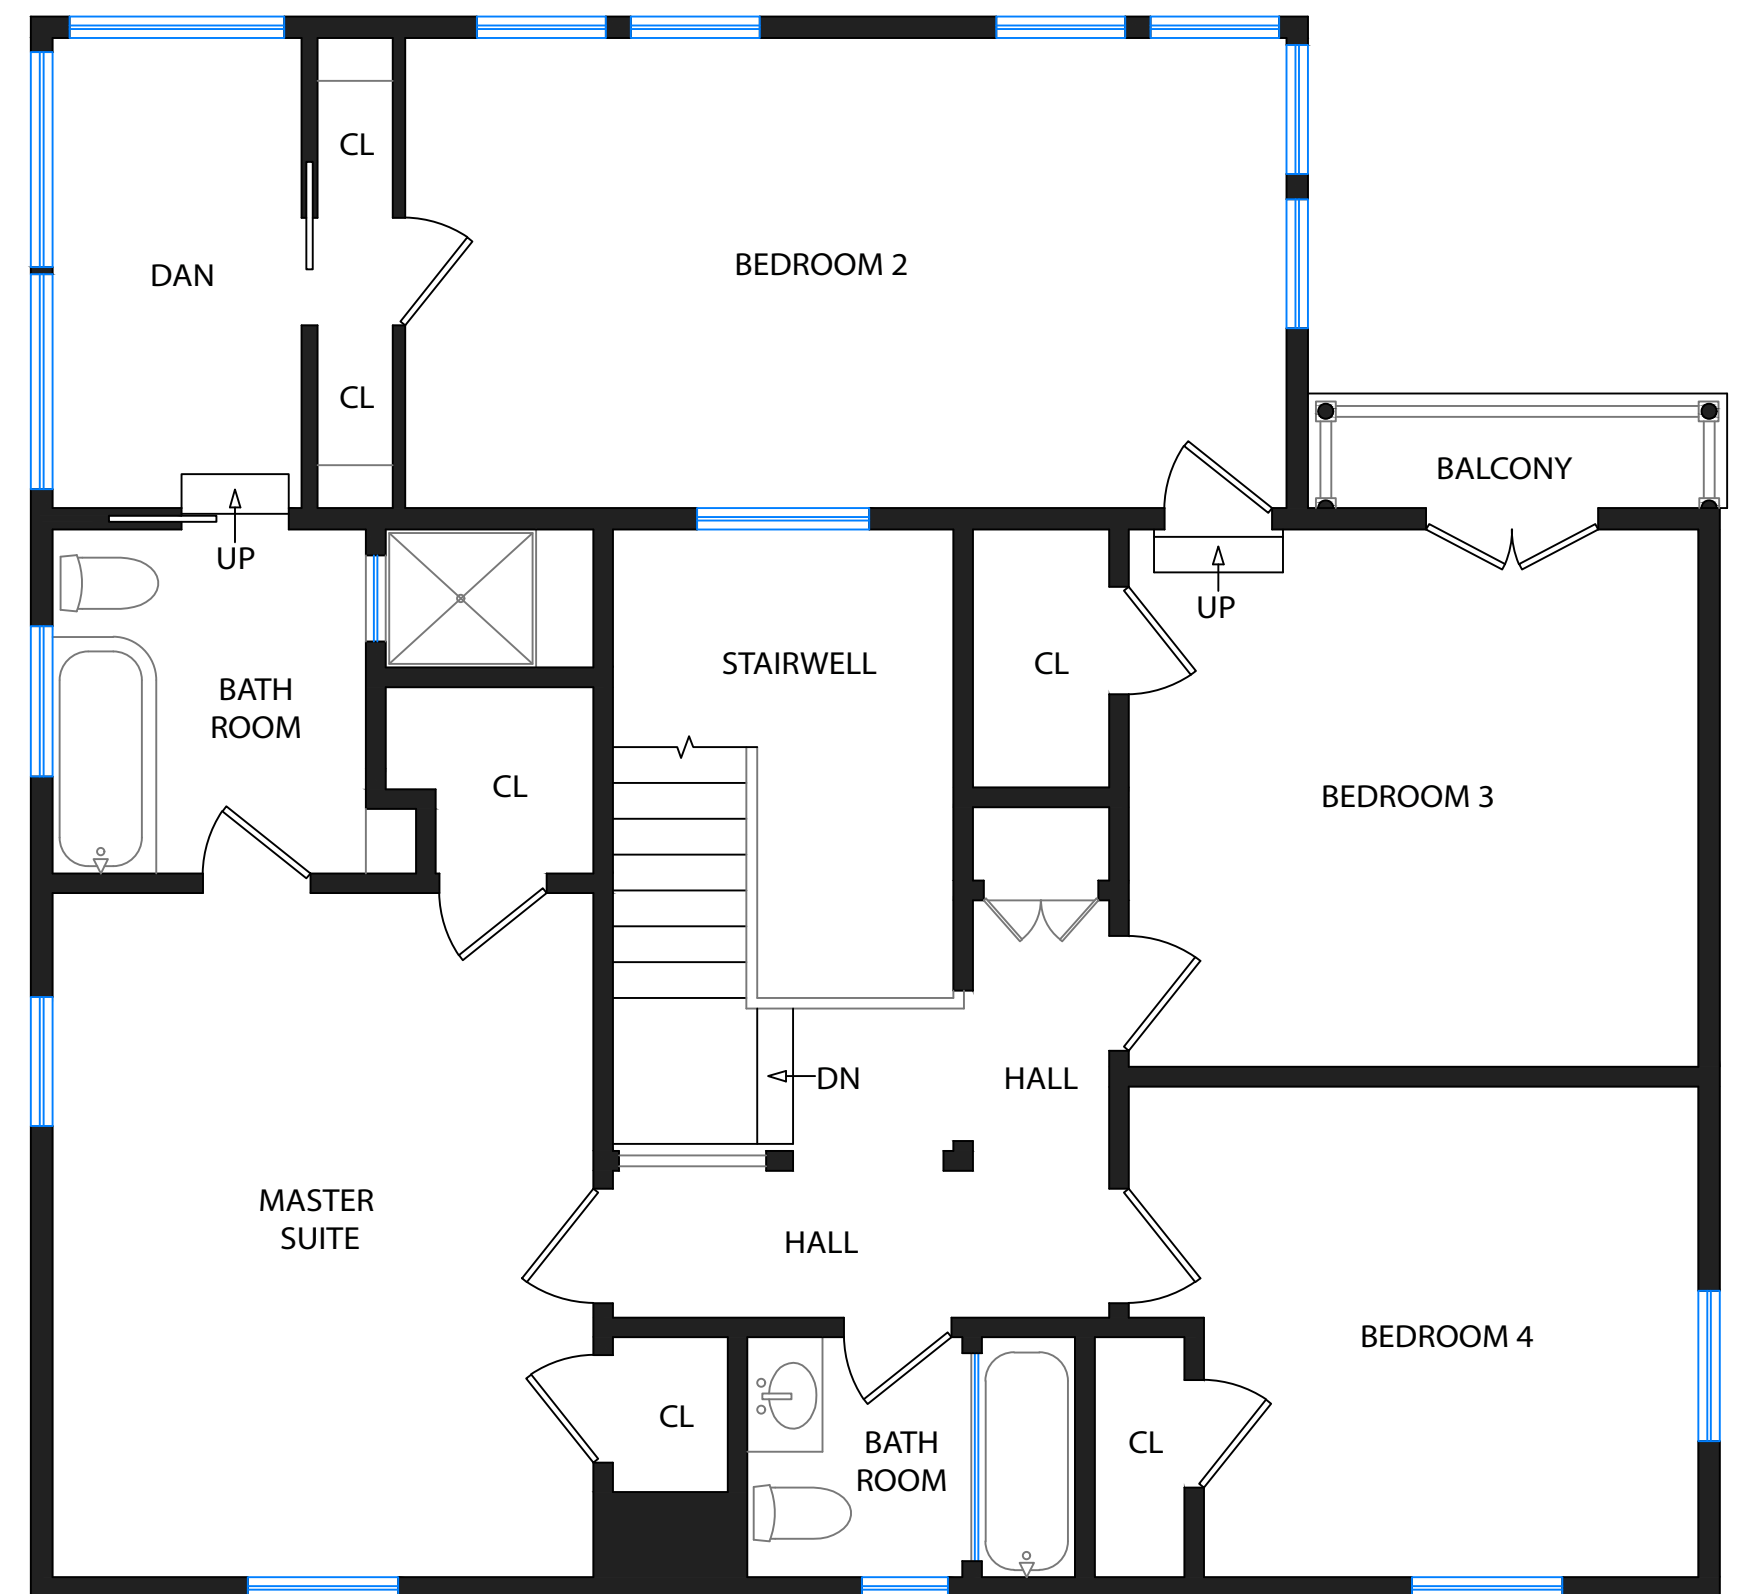 CL
DAN
BEDROOM 2
CL
BALCONY
UP
UP
STAIRWELL
CL
BATH
ROOM
CL
BEDROOM 3
DN
HALL
MASTER
SUITE
HALL
BEDROOM 4
CL
BATH
ROOM
CL